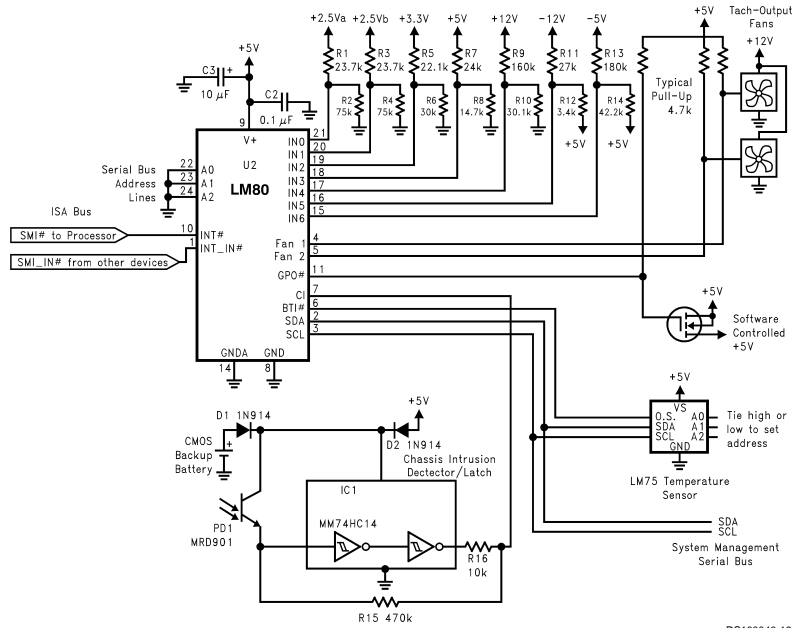 Tach-Output
Fans
+2.5Va
+2.5Vb
+3.3V
+5V
+12V
-12V
-5V
+5V
+12V
+5V
C3
+
10 μF
C2
0.1 μF
R1
23.7k
R3
23.7k
R5
22.1k
R7
24k
R9
160k
R11
27k
R13
180k
R2
75k
R4
75k
R6
30k
R8
14.7k
R10
30.1k
R12
3.4k
R14
42.2k
+5V
+5V
Typical
Pull-Up
4.7k
9
V+
U2
LM80
21
IN0
20
IN1
19
IN2
18
IN3
17
IN4
16
IN5
15
IN6
Serial Bus
Address
Lines
22
A0
23
A1
24
A2
ISA Bus
SMI# to Processor
10
INT#
SMI_IN# from other devices
1
INT_IN#
4
Fan 1
5
Fan 2
11
GPO#
7
CI
6
BTI#
2
SDA
3
SCL
GNDA
14
GND
8
+5V
Software
Controlled
+5V
+5V
VS
O.S.
A0
SDA
A1
SCL
A2
GND
Tie high or
low to set
address
LM75 Temperature
Sensor
D1 1N914
+5V
D2 1N914
CMOS
Backup
Battery
+
Chassis Intrusion
Dectector/Latch
IC1
MM74HC14
PD1
MRD901
R16
10k
R15 470k
SDA
SCL
System Management
Serial Bus